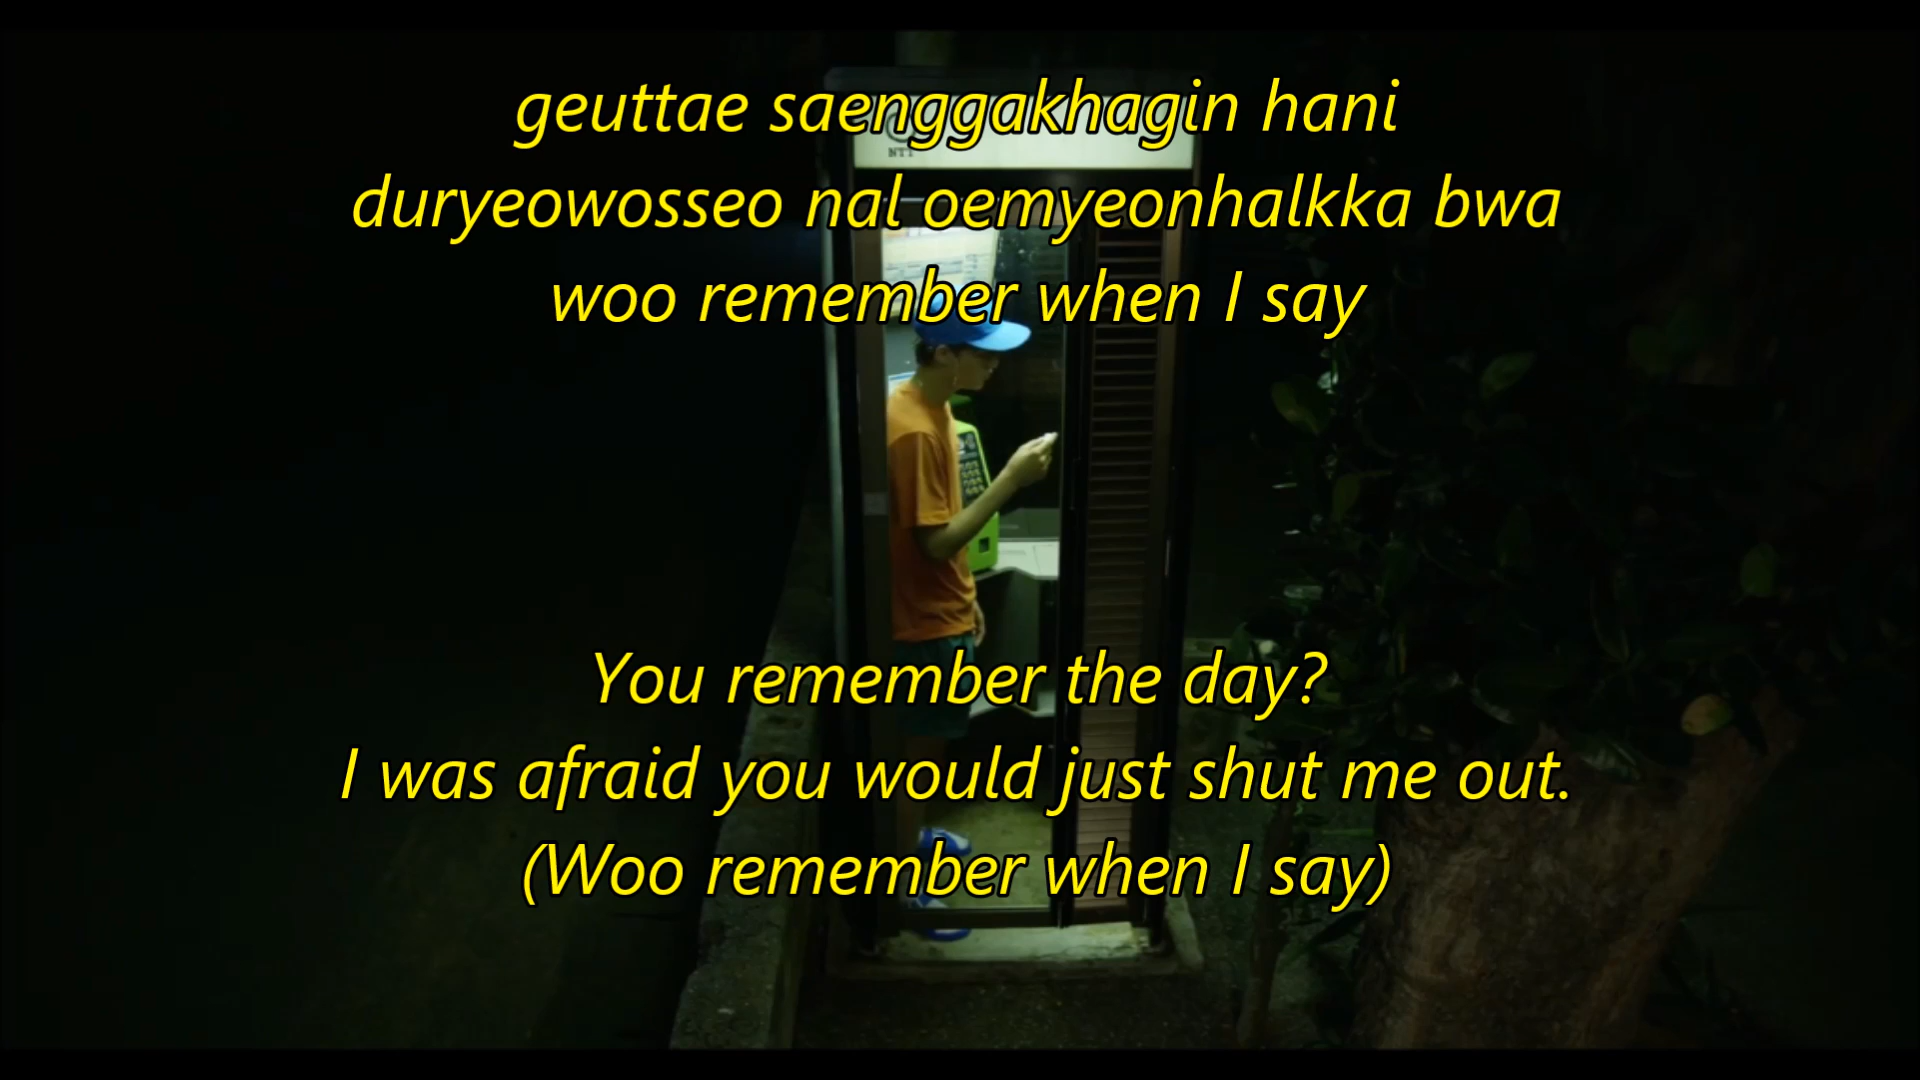 geuttae saenggakhagin hani
NTT
duryeowosseo nal oemyeonhalkka bwa
woo remember when I say
You remember the day?
I was afraid you would just shut me out.
(Woo remember when I say)